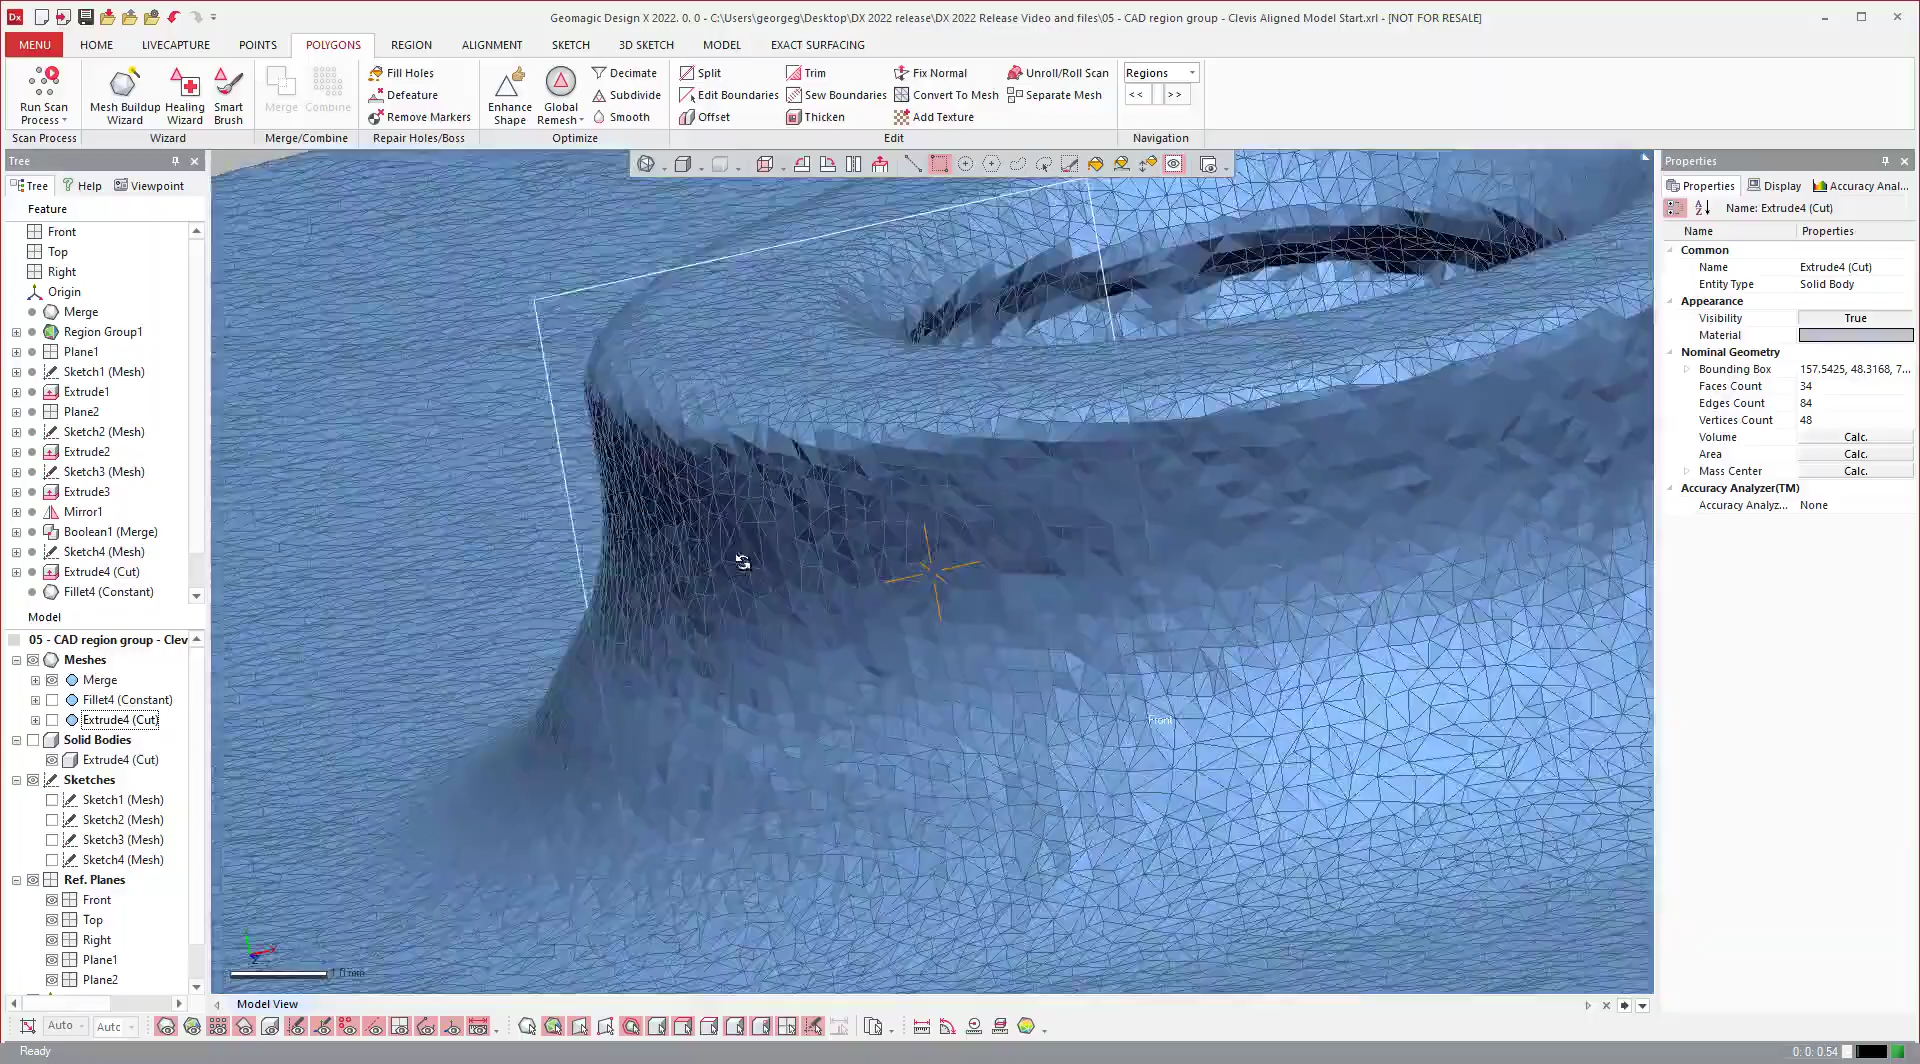 Dx
Geomagic Design X 2022. 0. 0 - C:\Users\georgeg\Desktop\DX 2022 release\DX 2022 Release Video and files\05 - CAD region group - Clevis Aligned Model Start.xrl - [NOT FOR RESALE]
MENU HOME LIVECAPTURE POINTS POLYGONS REGION ALIGNMENT SKETCH 3D SKETCH MODEL EXACT SURFACING
Run Scan Process
Mesh Buildup Wizard
Healing Wizard
Smart Brush
Merge
Combine
Fill Holes
Defeature
Remove Markers
Enhance Shape
Global Remesh
Decimate
Subdivide
Smooth
Split
Edit Boundaries
Offset
Trim
Sew Boundaries
Thicken
Fix Normal
Convert To Mesh
Add Texture
Unroll/Roll Scan
Separate Mesh
Regions
<< >>
Scan Process Wizard Merge/Combine Repair Holes/Boss Optimize Edit Navigation
Tree
Tree Help Viewpoint
Feature
Front
Top
Right
Origin
Merge
Region Group1
Plane1
Sketch1 (Mesh)
Extrude1
Plane2
Sketch2 (Mesh)
Extrude2
Sketch3 (Mesh)
Extrude3
Mirror1
Boolean1 (Merge)
Sketch4 (Mesh)
Extrude4 (Cut)
Fillet4 (Constant)
Model
05 - CAD region group - Clev
Meshes
Merge
Fillet4 (Constant)
Extrude4 (Cut)
Solid Bodies
Extrude4 (Cut)
Sketches
Sketch1 (Mesh)
Sketch2 (Mesh)
Sketch3 (Mesh)
Sketch4 (Mesh)
Ref. Planes
Front
Top
Right
Plane1
Plane2
Front
Model View
Properties
Properties Display Accuracy Anal...
Name: Extrude4 (Cut)
Name Properties
Common
Name Extrude4 (Cut)
Entity Type Solid Body
Appearance
Visibility True
Material
Nominal Geometry
Bounding Box 157.5425, 48.3168, 7...
Faces Count 34
Edges Count 84
Vertices Count 48
Volume Calc.
Area Calc.
Mass Center Calc.
Accuracy Analyzer(TM)
Accuracy Analyz... None
Auto Autc
Ready
0: 0: 0.54